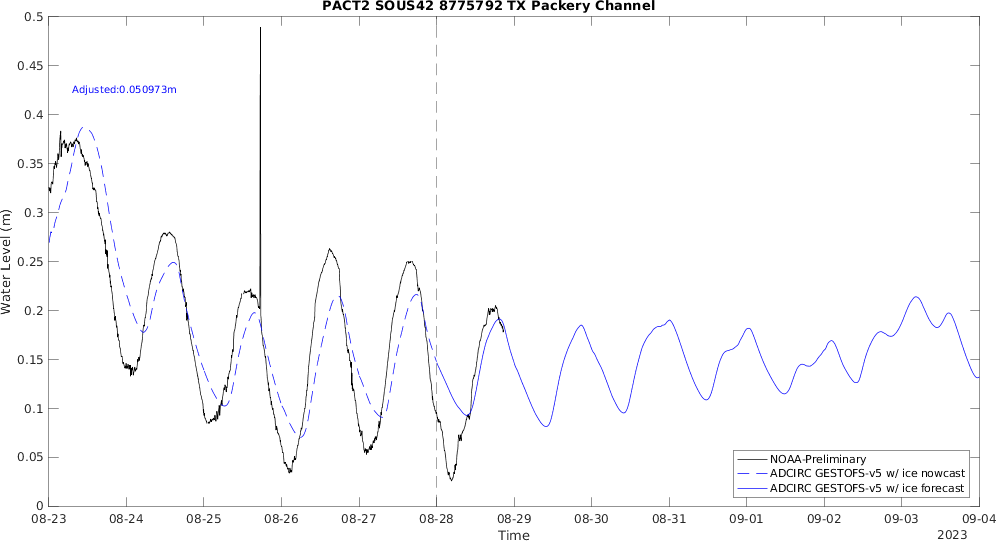 PACT2 SOUS42 8775792 TX Packery Channel
0.5
0.45
0.4
0.35
0.3
0.25
0.2
0.15
0.1
0.05
0
Water Level (m)
Adjusted:0.050973m
NOAA-Preliminary
ADCIRC GESTOFS-v5 w/ ice nowcast
ADCIRC GESTOFS-v5 w/ ice forecast
08-23 08-24 08-25 08-26 08-27 08-28 08-29 08-30 08-31 09-01 09-02 09-03 09-04
Time
2023